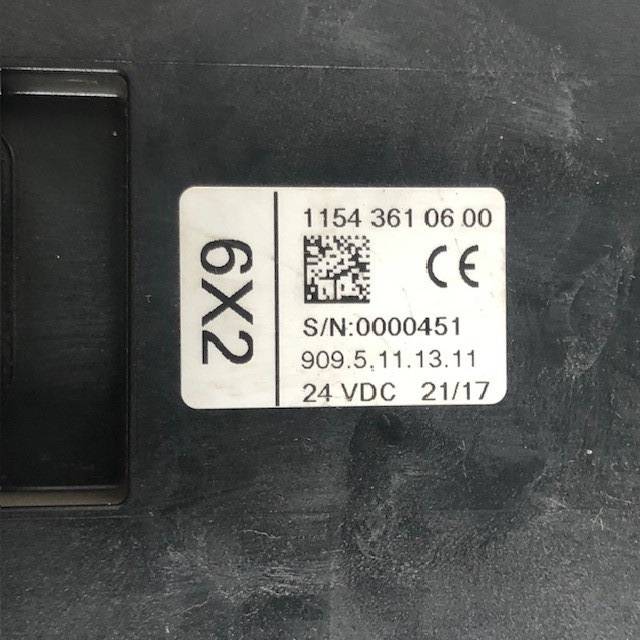 6X2
1154 361 06 00
CE
S/N:0000451
909.5.11.13.11
24 VDC 21/17